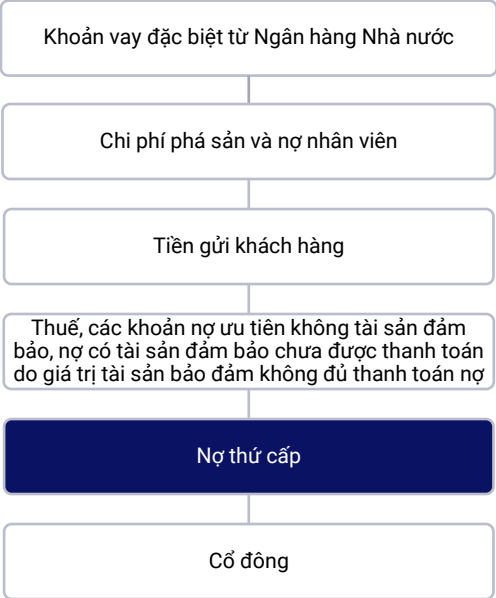 Khoản vay đặc biệt từ Ngân hàng Nhà nước
Chi phí phá sản và nợ nhân viên
Tiền gửi khách hàng
Thuế, các khoản nợ ưu tiên không tài sản đảm
bảo, nợ có tài sản đảm bảo chưa được thanh toán
do giá trị tài sản bảo đảm không đủ thanh toán nợ
Nợ thứ cấp
Cổ đông